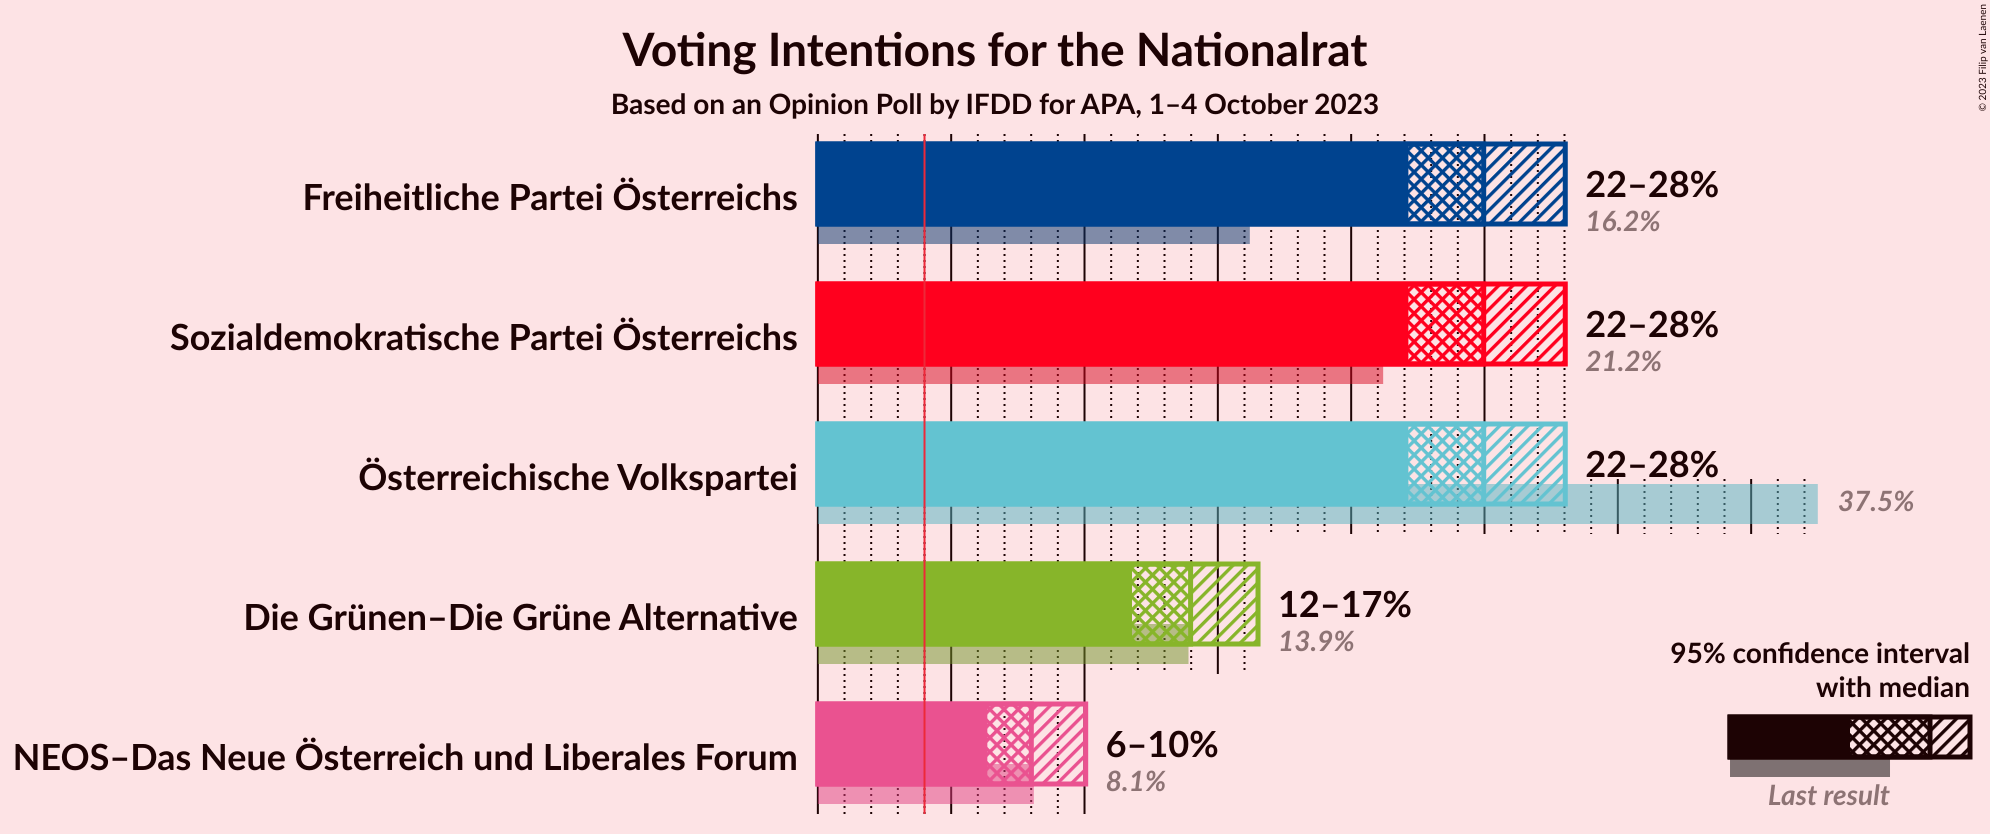 Voting Intentions for the Nationalrat
Based on an Opinion Poll by IFDD for APA, 1–4 October 2023
© 2023 Filip van Laenen
Freiheitliche Partei Österreichs
22–28%
16.2%
Sozialdemokratische Partei Österreichs
22–28%
21.2%
Österreichische Volkspartei
22–28%
37.5%
Die Grünen–Die Grüne Alternative
12–17%
13.9%
NEOS–Das Neue Österreich und Liberales Forum
6–10%
8.1%
95% confidence interval
with median
Last result